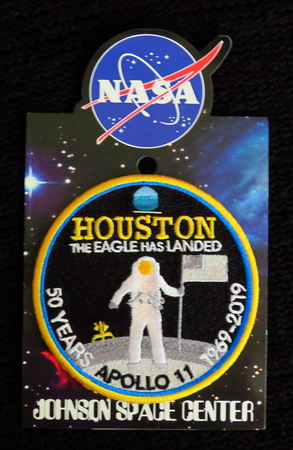 NASA
HOUSTON
THE EAGLE HAS LANDED
50 YEARS APOLLO 11 1969-2019
JOHNSON SPACE CENTER